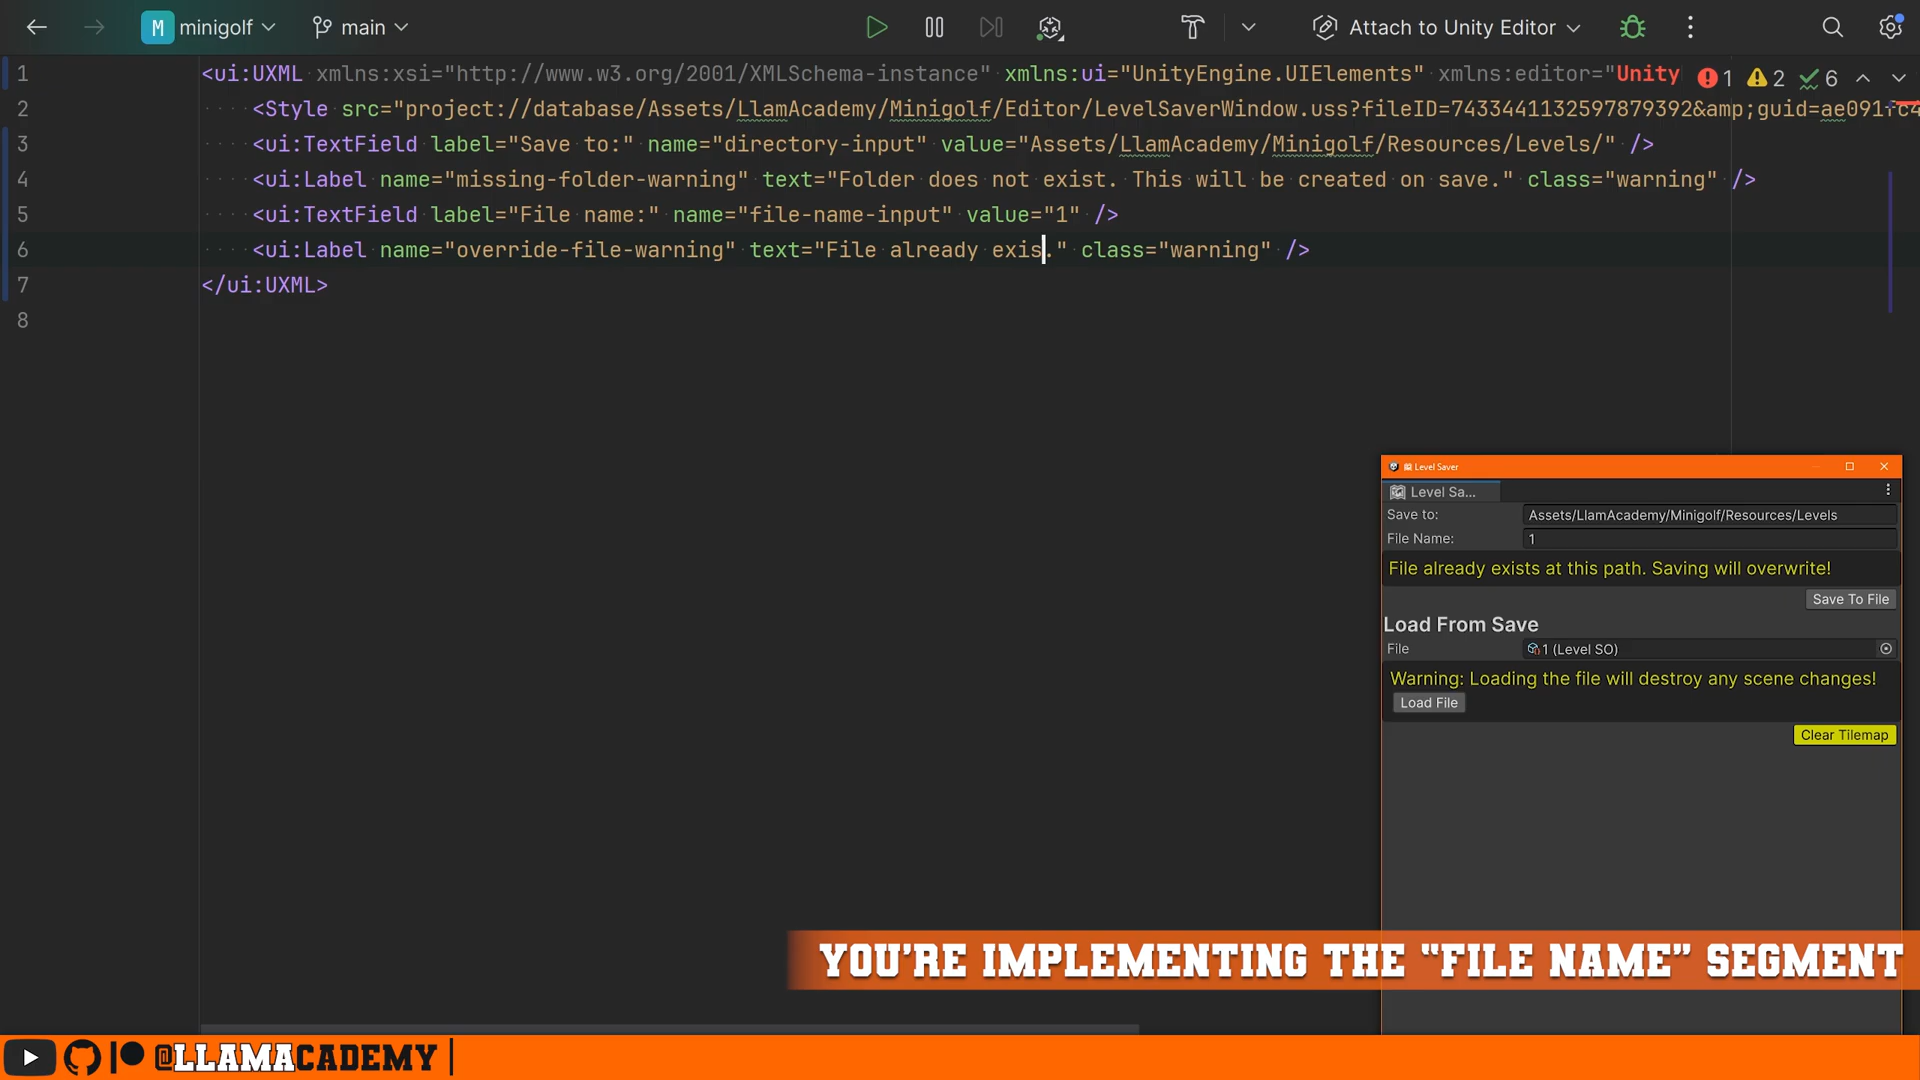 M minigolf main Attach to Unity Editor
1 <ui:UXML xmlns:xsi="http://www.w3.org/2001/XMLSchema-instance" xmlns:ui="UnityEngine.UIElements" xmlns:editor="Unity 1 2 6
2 <Style src="project://database/Assets/LlamAcademy/Minigolf/Editor/LevelSaverWindow.uss?fileID=7433441132597879392&amp;guid=ae091fc4
3 <ui:TextField label="Save to:" name="directory-input" value="Assets/LlamAcademy/Minigolf/Resources/Levels/" />
4 <ui:Label name="missing-folder-warning" text="Folder does not exist. This will be created on save." class="warning" />
5 <ui:TextField label="File name:" name="file-name-input" value="1" />
6 <ui:Label name="override-file-warning" text="File already exis." class="warning" />
7 </ui:UXML>
8
Level Saver
Level Sa...
Save to: Assets/LlamAcademy/Minigolf/Resources/Levels
File Name: 1
File already exists at this path. Saving will overwrite!
Save To File
Load From Save
File 1 (Level SO)
Warning: Loading the file will destroy any scene changes!
Load File
Clear Tilemap
YOU'RE IMPLEMENTING THE "FILE NAME" SEGMENT
@LLAMACADEMY